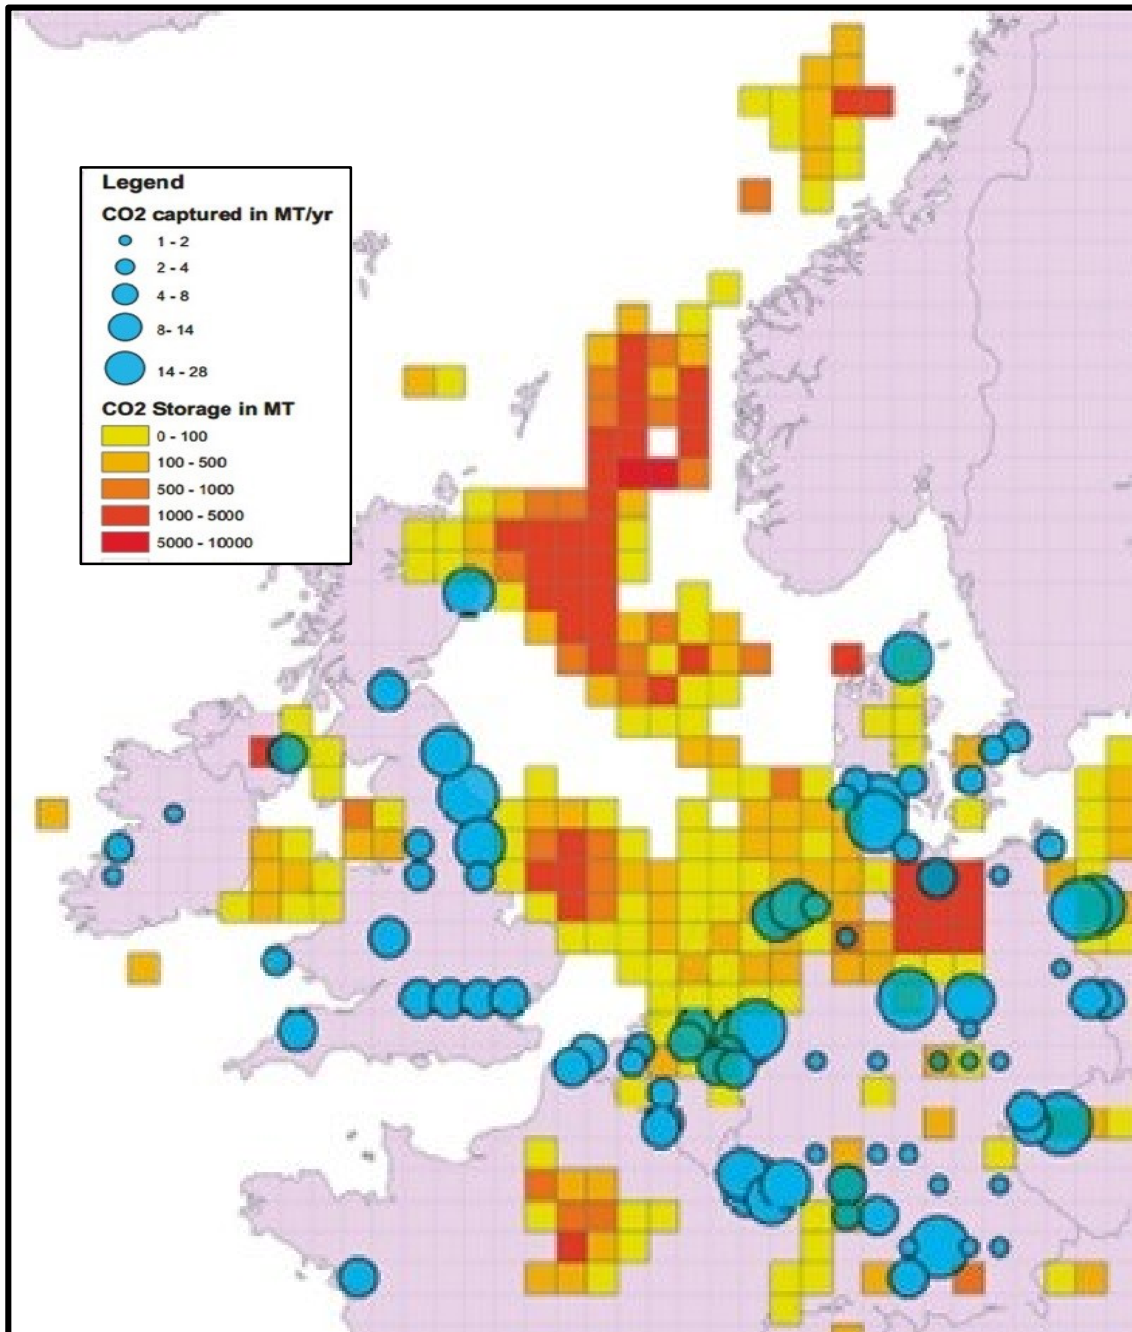 Legend
CO2 captured in MT/yr
1 - 2
2 - 4
4 - 8
8- 14
14 - 28
CO2 Storage in MT
0 - 100
100 - 500
500 - 1000
1000 - 5000
5000 - 10000